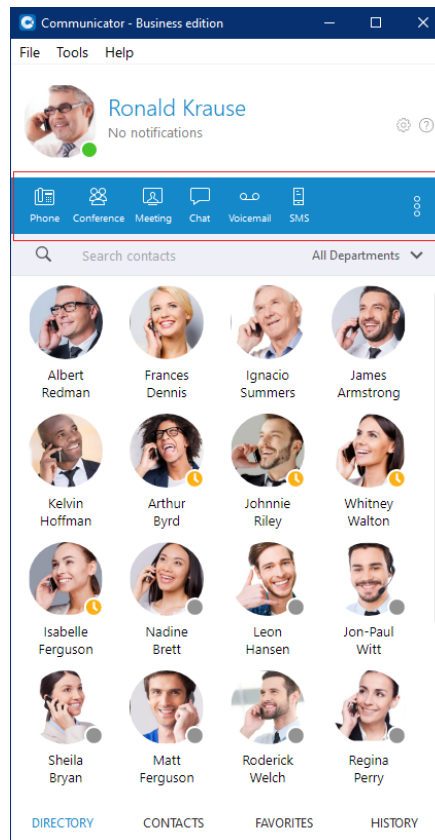 Communicator - Business edition
File Tools Help
Ronald Krause
No notifications
Phone Conference Meeting Chat Voicemail SMS
Search contacts All Departments
Albert Redman
Frances Dennis
Ignacio Summers
James Armstrong
Kelvin Hoffman
Arthur Byrd
Johnnie Riley
Whitney Walton
Isabelle Ferguson
Nadine Brett
Leon Hansen
Jon-Paul Witt
Sheila Bryan
Matt Ferguson
Roderick Welch
Regina Perry
DIRECTORY CONTACTS FAVORITES HISTORY